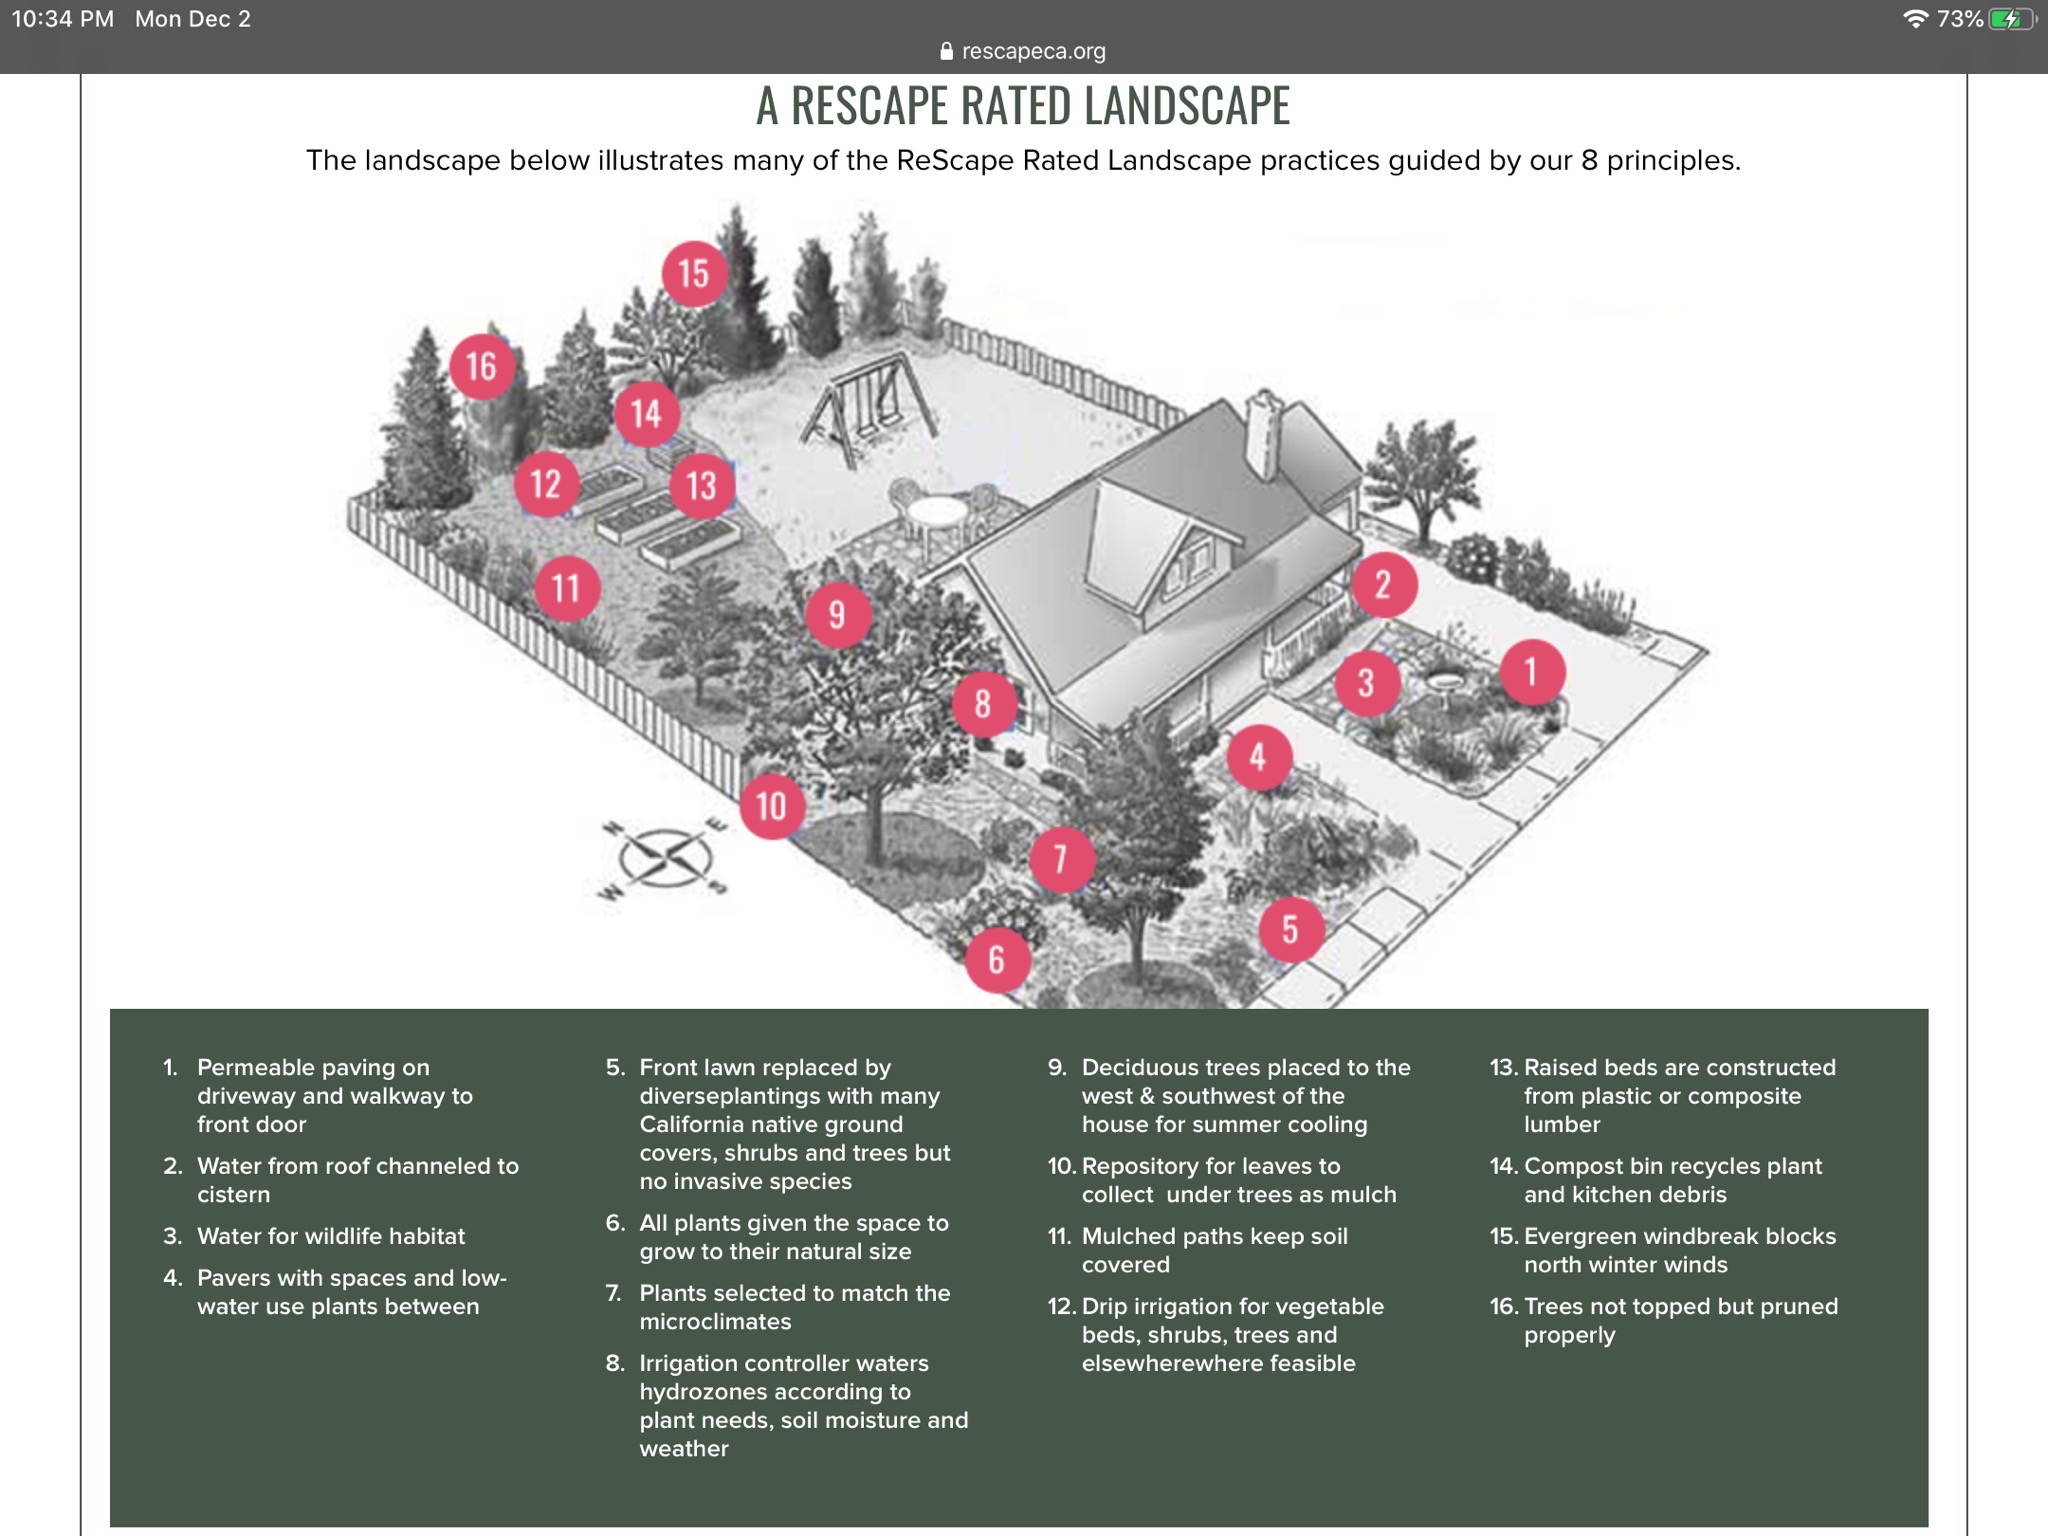 10:34 PM Mon Dec 2
73%
rescapeca.org
A RESCAPE RATED LANDSCAPE
The landscape below illustrates many of the ReScape Rated Landscape practices guided by our 8 principles.
15
16
14
12
13
11
9
2
8
3
1
4
10
7
5
6
N
E
W
S
1. Permeable paving on
driveway and walkway to
front door
2. Water from roof channeled to
cistern
3. Water for wildlife habitat
4. Pavers with spaces and low-
water use plants between
5. Front lawn replaced by
diverseplantings with many
California native ground
covers, shrubs and trees but
no invasive species
6. All plants given the space to
grow to their natural size
7. Plants selected to match the
microclimates
8. Irrigation controller waters
hydrozones according to
plant needs, soil moisture and
weather
9. Deciduous trees placed to the
west & southwest of the
house for summer cooling
10. Repository for leaves to
collect under trees as mulch
11. Mulched paths keep soil
covered
12. Drip irrigation for vegetable
beds, shrubs, trees and
elsewherewhere feasible
13. Raised beds are constructed
from plastic or composite
lumber
14. Compost bin recycles plant
and kitchen debris
15. Evergreen windbreak blocks
north winter winds
16. Trees not topped but pruned
properly